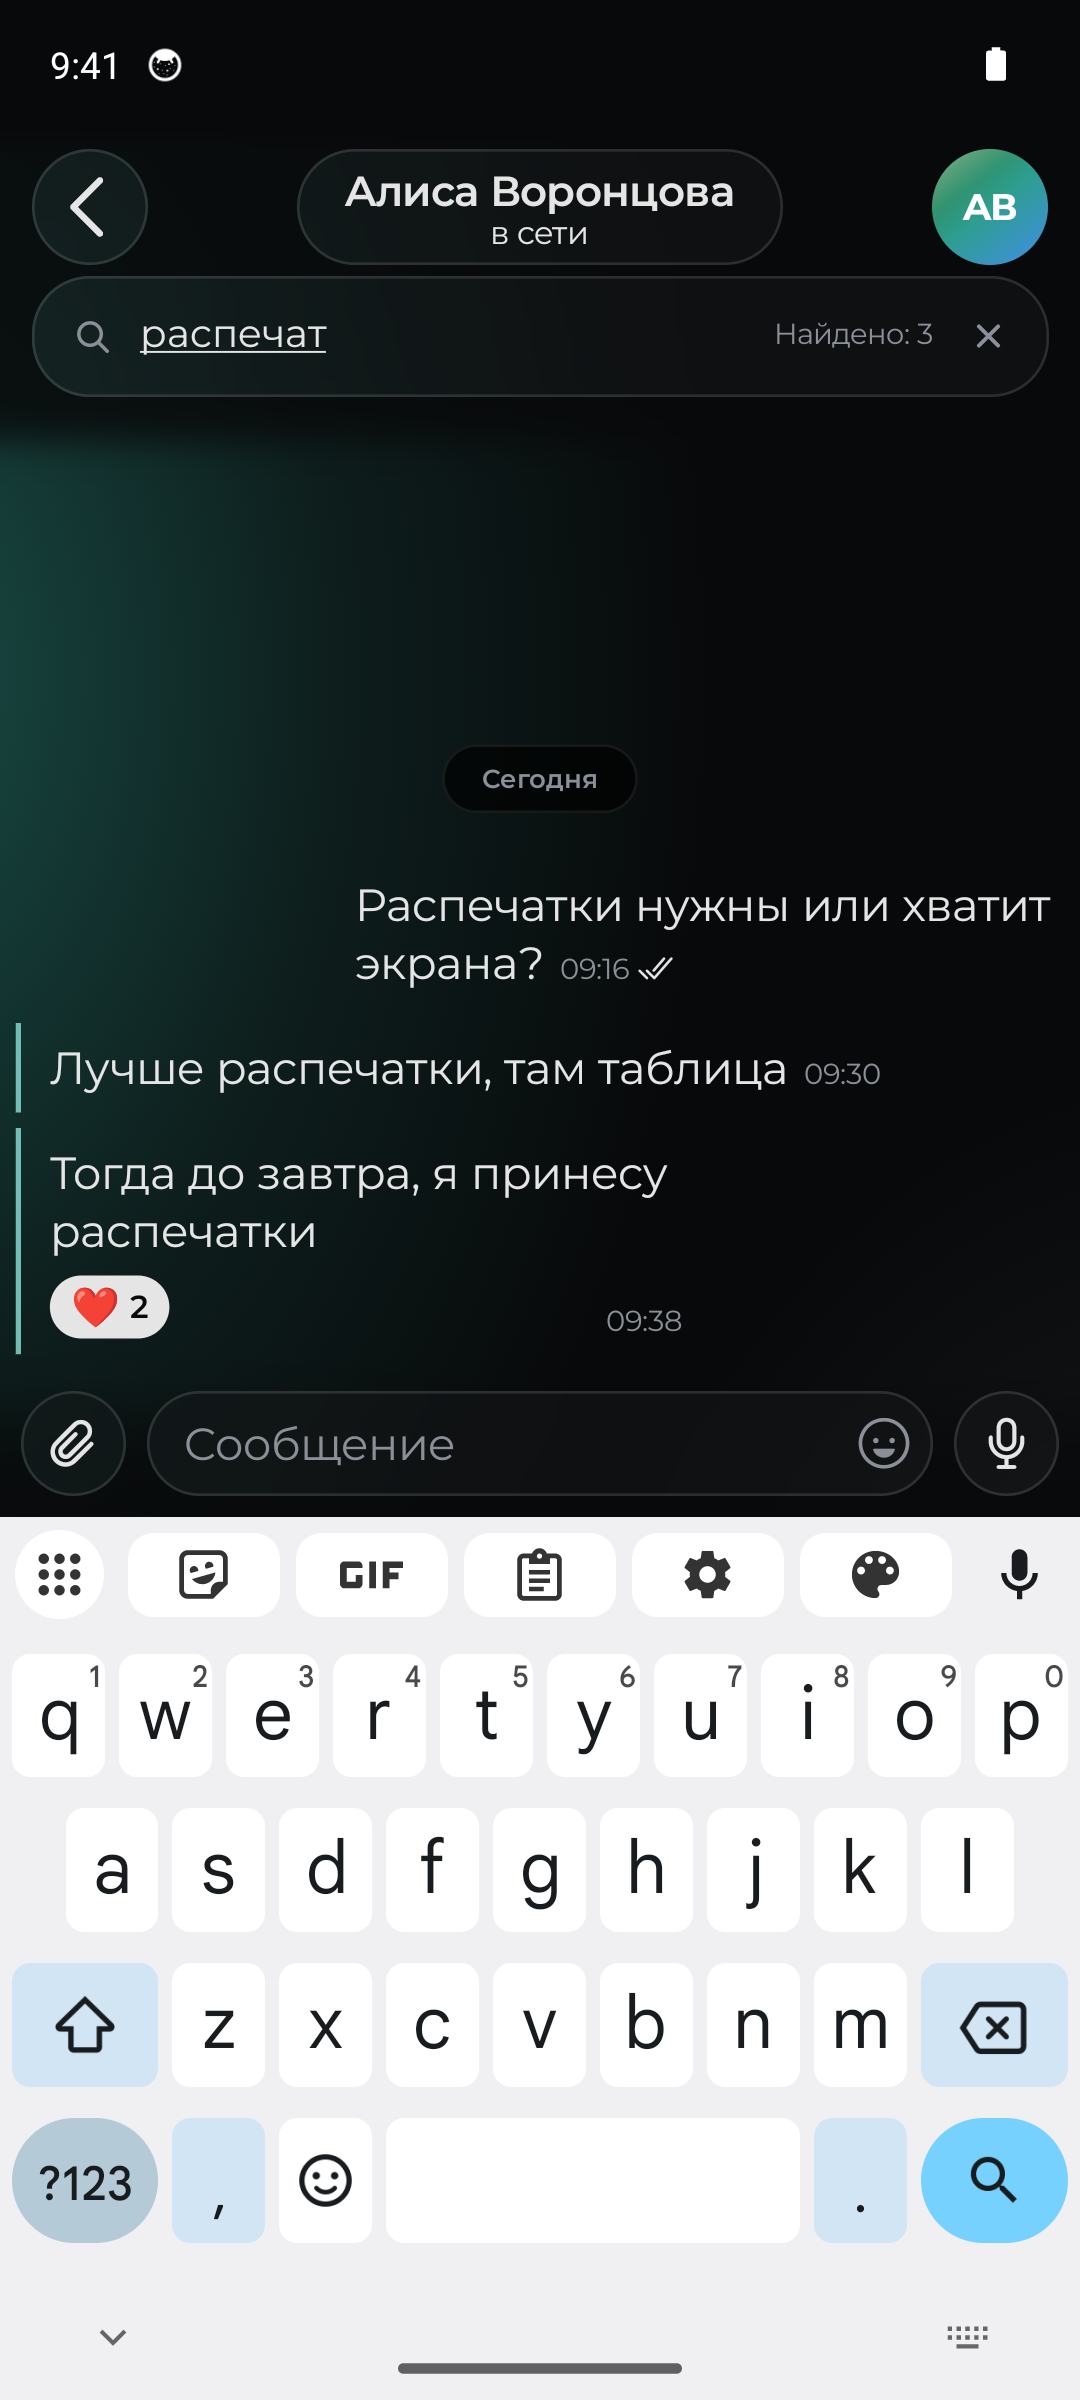 9:41
Алиса Воронцова
в сети
АВ
распечат
Найдено: 3
Сегодня
Распечатки нужны или хватит
экрана? 09:16
Лучше распечатки, там таблица 09:30
Тогда до завтра, я принесу
распечатки
❤️ 2
09:38
Сообщение
GIF
1 2 3 4 5 6 7 8 9 0
q w e r t y u i o p
a s d f g h j k l
z x c v b n m
?123 , .